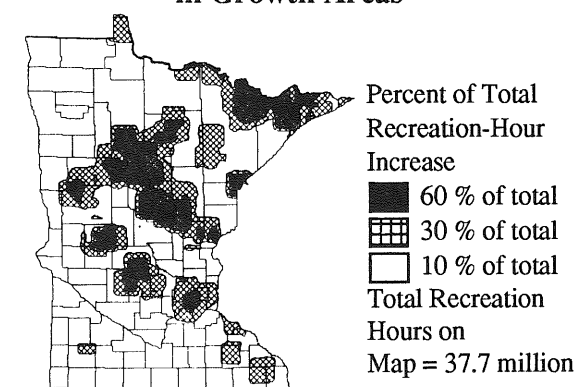 in Growth Areas
Percent of Total
Recreation-Hour
Increase
60 % of total
30 % of total
10 % of total
Total Recreation
Hours on
Map = 37.7 million